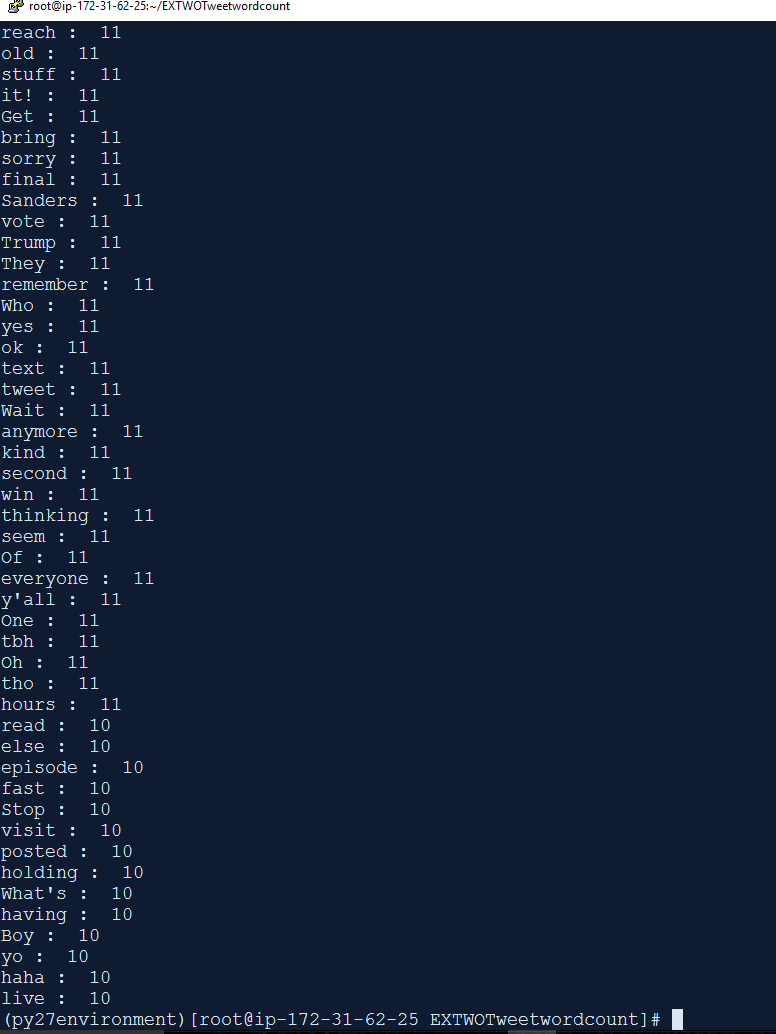 root@ip-172-31-62-25:~/EXTWOTweetwordcount
reach :  11
old :  11
stuff :  11
it! :  11
Get :  11
bring :  11
sorry :  11
final :  11
Sanders :  11
vote :  11
Trump :  11
They :  11
remember :  11
Who :  11
yes :  11
ok :  11
text :  11
tweet :  11
Wait :  11
anymore :  11
kind :  11
second :  11
win :  11
thinking :  11
seem :  11
Of :  11
everyone :  11
y'all :  11
One :  11
tbh :  11
Oh :  11
tho :  11
hours :  11
read :  10
else :  10
episode :  10
fast :  10
Stop :  10
visit :  10
posted :  10
holding :  10
What's :  10
having :  10
Boy :  10
yo :  10
haha :  10
live :  10
(py27environment)[root@ip-172-31-62-25 EXTWOTweetwordcount]#